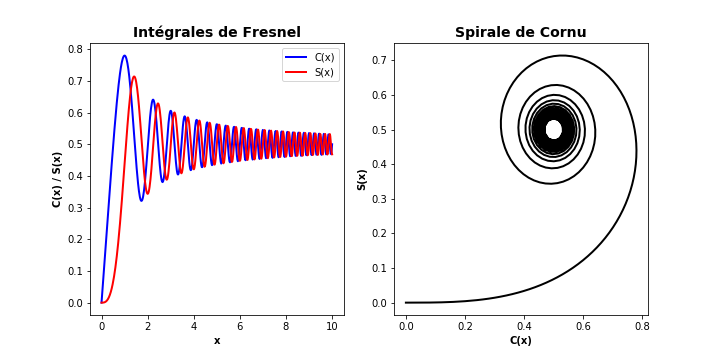 Intégrales de Fresnel
0.8
0.7
0.6
0.5
0.4
0.3
0.2
0.1
0.0
C(x) / S(x)
C(x)
S(x)
0 2 4 6 8 10
x
Spirale de Cornu
0.7
0.6
0.5
0.4
0.3
0.2
0.1
0.0
S(x)
0.0 0.2 0.4 0.6 0.8
C(x)